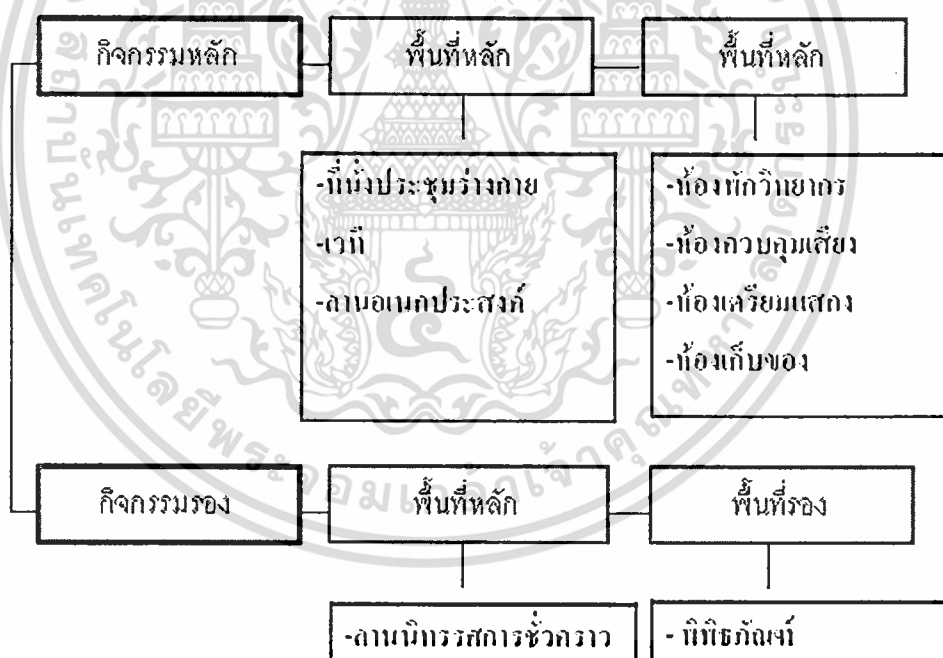 กิจกรรมหลัก
พื้นที่หลัก
พื้นที่หลัก
-ที่นั่งประชุมร่างกาย
-เวที
-ลานอเนกประสงค์
-ห้องพักวิทยากร
-ห้องควบคุมเสียง
-ห้องเตรียมแสดง
-ห้องเก็บของ
กิจกรรมรอง
พื้นที่หลัก
พื้นที่รอง
-ลานนิทรรสการชั่วคราว
- พิพิธภัณฑ์